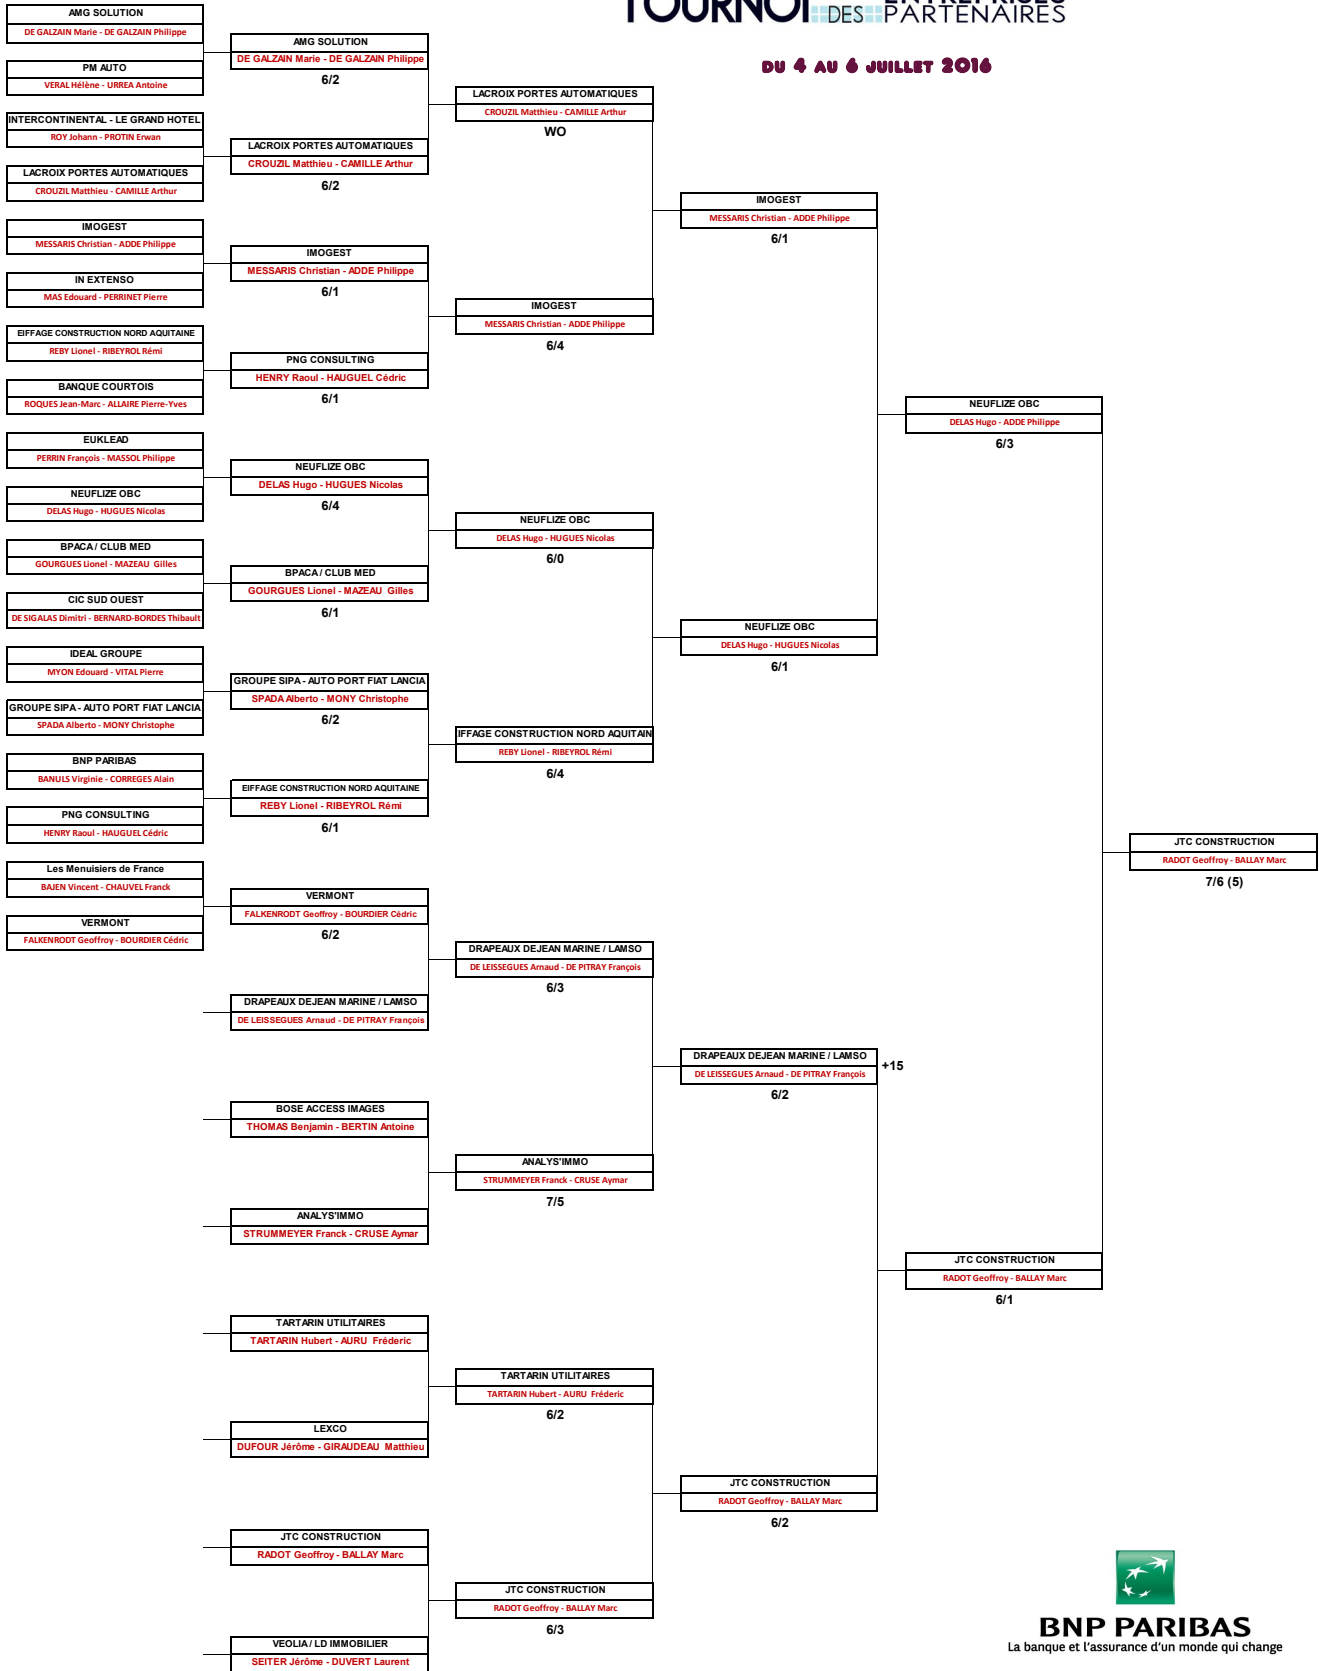 TOURNOI DES ENTREPRISES PARTENAIRES
DU 4 AU 6 JUILLET 2016
AMG SOLUTION
DE GALZAIN Marie - DE GALZAIN Philippe
PM AUTO
VERAL Hélène - URREA Antoine
INTERCONTINENTAL - LE GRAND HOTEL
ROY Johann - PROTIN Erwan
LACROIX PORTES AUTOMATIQUES
CROUZIL Matthieu - CAMILLE Arthur
IMOGEST
MESSARIS Christian - ADDE Philippe
IN EXTENSO
MAS Edouard - PERRINET Pierre
EIFFAGE CONSTRUCTION NORD AQUITAINE
REBY Lionel - RIBEYROL Rémi
BANQUE COURTOIS
ROQUES Jean-Marc - ALLAIRE Pierre-Yves
EUKLEAD
PERRIN François - MASSOL Philippe
NEUFLIZE OBC
DELAS Hugo - HUGUES Nicolas
BPACA / CLUB MED
GOURGUES Lionel - MAZEAU Gilles
CIC SUD OUEST
DE SIGALAS Dimitri - BERNARD-BORDES Thibault
IDEAL GROUPE
MYON Edouard - VITAL Pierre
GROUPE SIPA - AUTO PORT FIAT LANCIA
SPADA Alberto - MONY Christophe
BNP PARIBAS
BANULS Virginie - CORREGES Alain
PNG CONSULTING
HENRY Raoul - HAUGUEL Cédric
Les Menuisiers de France
BAJEN Vincent - CHAUVEL Franck
VERMONT
FALKENRODT Geoffroy - BOURDIER Cédric
AMG SOLUTION
DE GALZAIN Marie - DE GALZAIN Philippe
6/2
LACROIX PORTES AUTOMATIQUES
CROUZIL Matthieu - CAMILLE Arthur
6/2
IMOGEST
MESSARIS Christian - ADDE Philippe
6/1
PNG CONSULTING
HENRY Raoul - HAUGUEL Cédric
6/1
NEUFLIZE OBC
DELAS Hugo - HUGUES Nicolas
6/4
BPACA / CLUB MED
GOURGUES Lionel - MAZEAU Gilles
6/1
GROUPE SIPA - AUTO PORT FIAT LANCIA
SPADA Alberto - MONY Christophe
6/2
EIFFAGE CONSTRUCTION NORD AQUITAINE
REBY Lionel - RIBEYROL Rémi
6/1
VERMONT
FALKENRODT Geoffroy - BOURDIER Cédric
6/2
DRAPEAUX DEJEAN MARINE / LAMSO
DE LEISSEGUES Arnaud - DE PITRAY François
BOSE ACCESS IMAGES
THOMAS Benjamin - BERTIN Antoine
ANALYS'IMMO
STRUMMEYER Franck - CRUSE Aymar
TARTARIN UTILITAIRES
TARTARIN Hubert - AURU Fréderic
LEXCO
DUFOUR Jérôme - GIRAUDEAU Matthieu
JTC CONSTRUCTION
RADOT Geoffroy - BALLAY Marc
VEOLIA / LD IMMOBILIER
SEITER Jérôme - DUVERT Laurent
LACROIX PORTES AUTOMATIQUES
CROUZIL Matthieu - CAMILLE Arthur
WO
IMOGEST
MESSARIS Christian - ADDE Philippe
6/4
NEUFLIZE OBC
DELAS Hugo - HUGUES Nicolas
6/0
IFFAGE CONSTRUCTION NORD AQUITAIN
REBY Lionel - RIBEYROL Rémi
6/4
DRAPEAUX DEJEAN MARINE / LAMSO
DE LEISSEGUES Arnaud - DE PITRAY François
6/3
ANALYS'IMMO
STRUMMEYER Franck - CRUSE Aymar
7/5
TARTARIN UTILITAIRES
TARTARIN Hubert - AURU Fréderic
6/2
JTC CONSTRUCTION
RADOT Geoffroy - BALLAY Marc
6/3
IMOGEST
MESSARIS Christian - ADDE Philippe
6/1
NEUFLIZE OBC
DELAS Hugo - HUGUES Nicolas
6/1
DRAPEAUX DEJEAN MARINE / LAMSO
DE LEISSEGUES Arnaud - DE PITRAY François
+15
6/2
JTC CONSTRUCTION
RADOT Geoffroy - BALLAY Marc
6/2
NEUFLIZE OBC
DELAS Hugo - ADDE Philippe
6/3
JTC CONSTRUCTION
RADOT Geoffroy - BALLAY Marc
6/1
JTC CONSTRUCTION
RADOT Geoffroy - BALLAY Marc
7/6 (5)
BNP PARIBAS
La banque et l'assurance d'un monde qui change